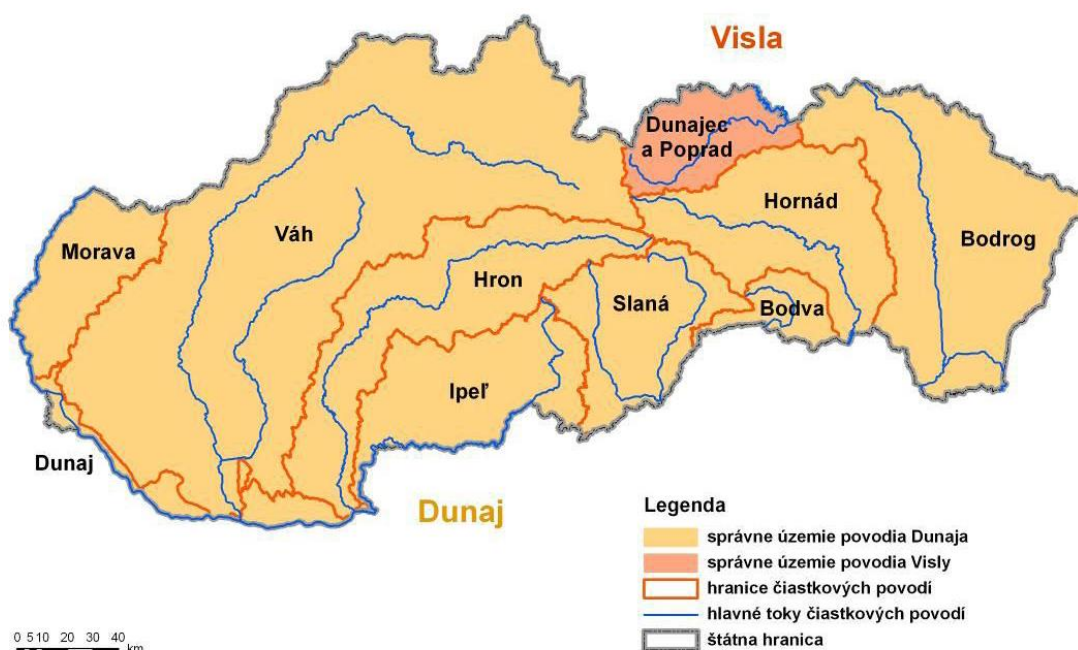 Visla
Dunajec
a Poprad
Hornád
Bodrog
Morava
Váh
Hron
Slaná
Bodva
Ipeľ
Dunaj
Dunaj
Legenda
správne územie povodia Dunaja
správne územie povodia Visly
hranice čiastkových povodí
hlavné toky čiastkových povodí
štátna hranica
0 5 10 20 30 40
km